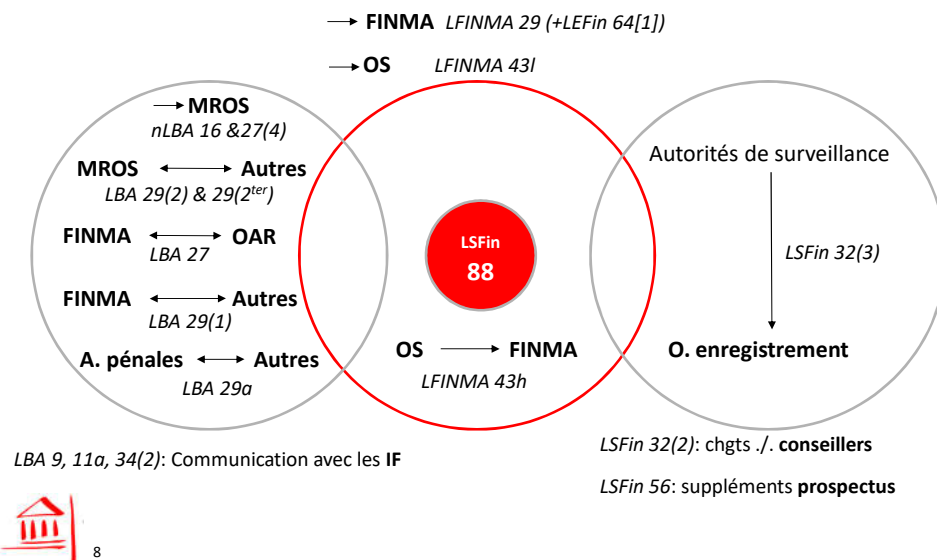 FINMA LFINMA 29 (+LEFin 64[1])
OS LFINMA 43l
MROS
nLBA 16 &27(4)
MROS Autres
LBA 29(2) & 29(2ter)
FINMA OAR
LBA 27
FINMA Autres
LBA 29(1)
A. pénales Autres
LBA 29a
LSFin
88
OS FINMA
LFINMA 43h
Autorités de surveillance
LSFin 32(3)
O. enregistrement
LBA 9, 11a, 34(2): Communication avec les IF
LSFin 32(2): chgts ./. conseillers
LSFin 56: suppléments prospectus
8